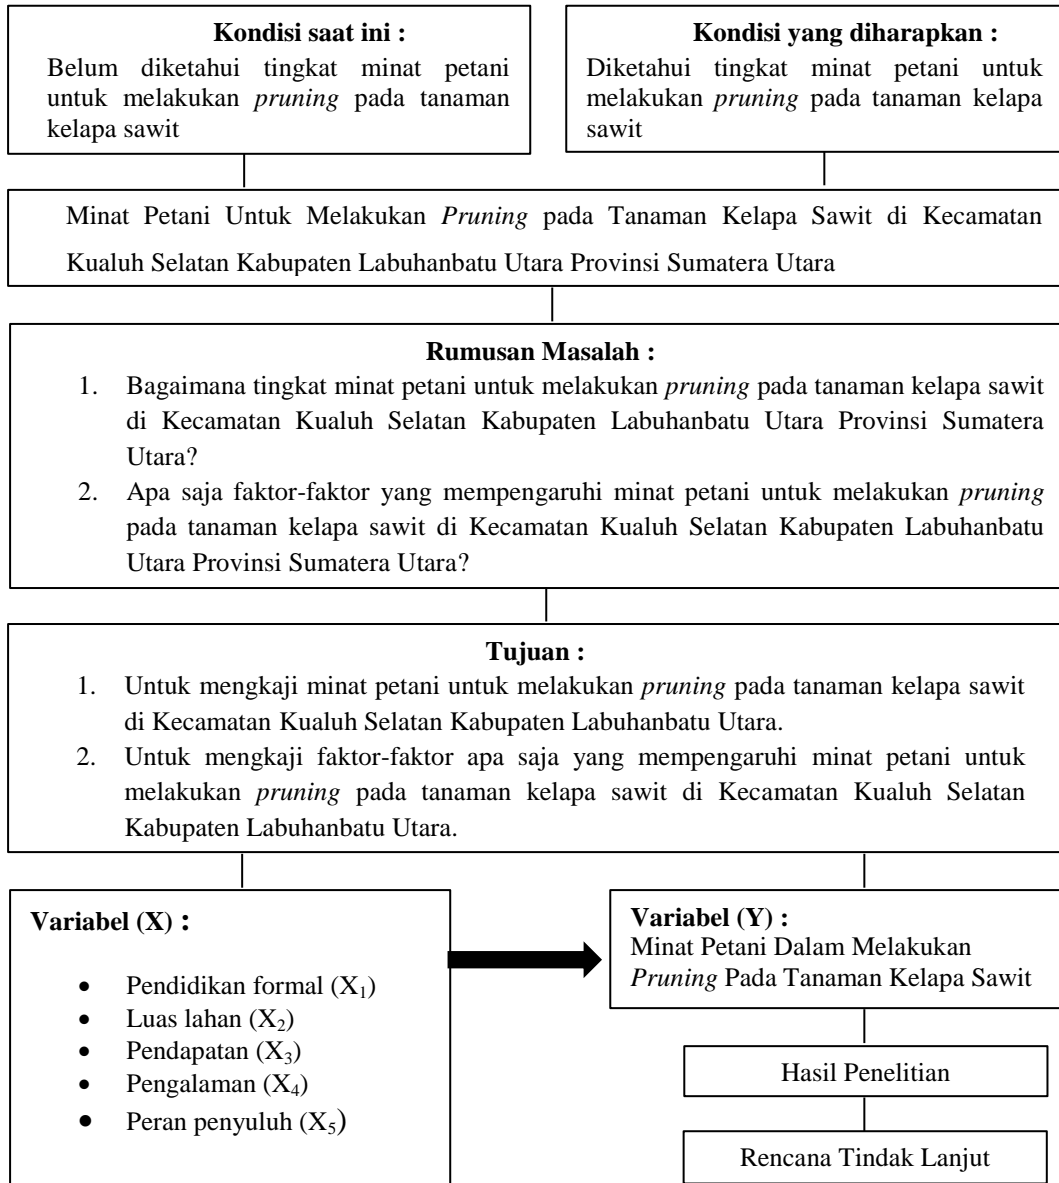 Kondisi saat ini :
Belum diketahui tingkat minat petani
untuk melakukan pruning pada tanaman
kelapa sawit
Kondisi yang diharapkan :
Diketahui tingkat minat petani untuk
melakukan pruning pada tanaman kelapa
sawit
Minat Petani Untuk Melakukan Pruning pada Tanaman Kelapa Sawit di Kecamatan
Kualuh Selatan Kabupaten Labuhanbatu Utara Provinsi Sumatera Utara
Rumusan Masalah :
1. Bagaimana tingkat minat petani untuk melakukan pruning pada tanaman kelapa sawit
di Kecamatan Kualuh Selatan Kabupaten Labuhanbatu Utara Provinsi Sumatera
Utara?
2. Apa saja faktor-faktor yang mempengaruhi minat petani untuk melakukan pruning
pada tanaman kelapa sawit di Kecamatan Kualuh Selatan Kabupaten Labuhanbatu
Utara Provinsi Sumatera Utara?
Tujuan :
1. Untuk mengkaji minat petani untuk melakukan pruning pada tanaman kelapa sawit
di Kecamatan Kualuh Selatan Kabupaten Labuhanbatu Utara.
2. Untuk mengkaji faktor-faktor apa saja yang mempengaruhi minat petani untuk
melakukan pruning pada tanaman kelapa sawit di Kecamatan Kualuh Selatan
Kabupaten Labuhanbatu Utara.
Variabel (X) :
• Pendidikan formal (X₁)
• Luas lahan (X₂)
• Pendapatan (X₃)
• Pengalaman (X₄)
• Peran penyuluh (X₅)
Variabel (Y) :
Minat Petani Dalam Melakukan
Pruning Pada Tanaman Kelapa Sawit
Hasil Penelitian
Rencana Tindak Lanjut